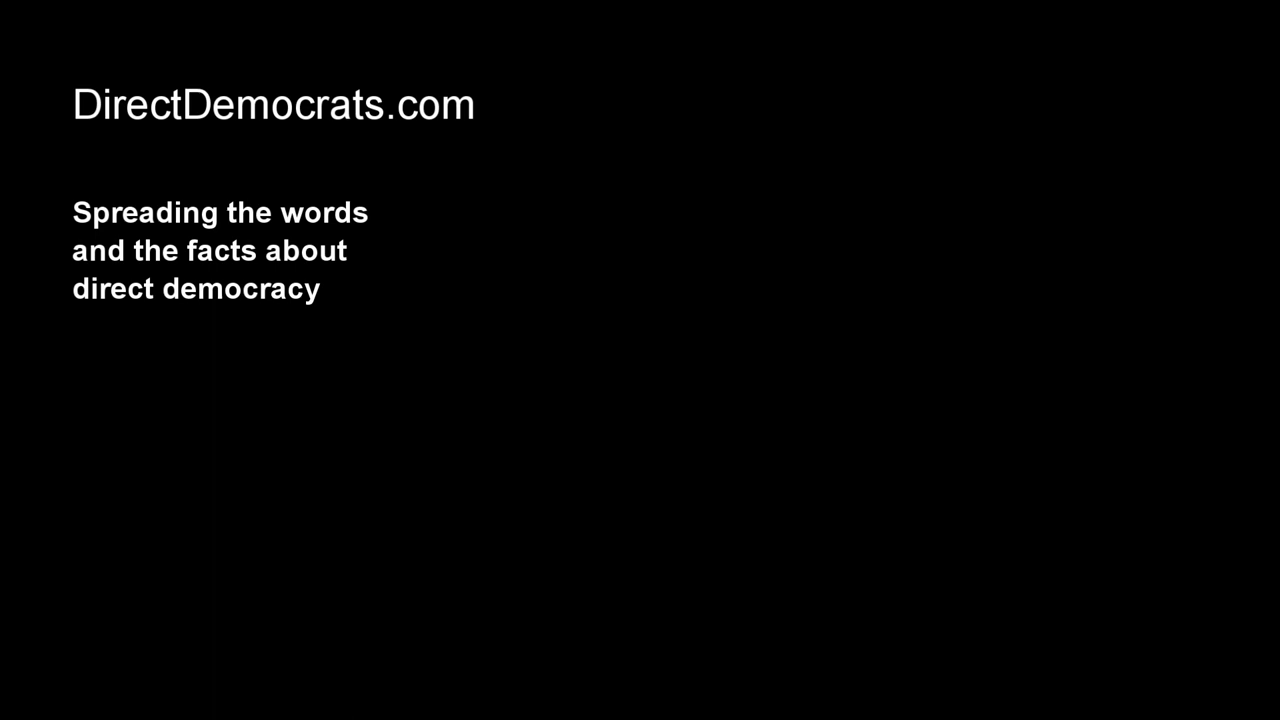 DirectDemocrats.com
Spreading the words
and the facts about
direct democracy